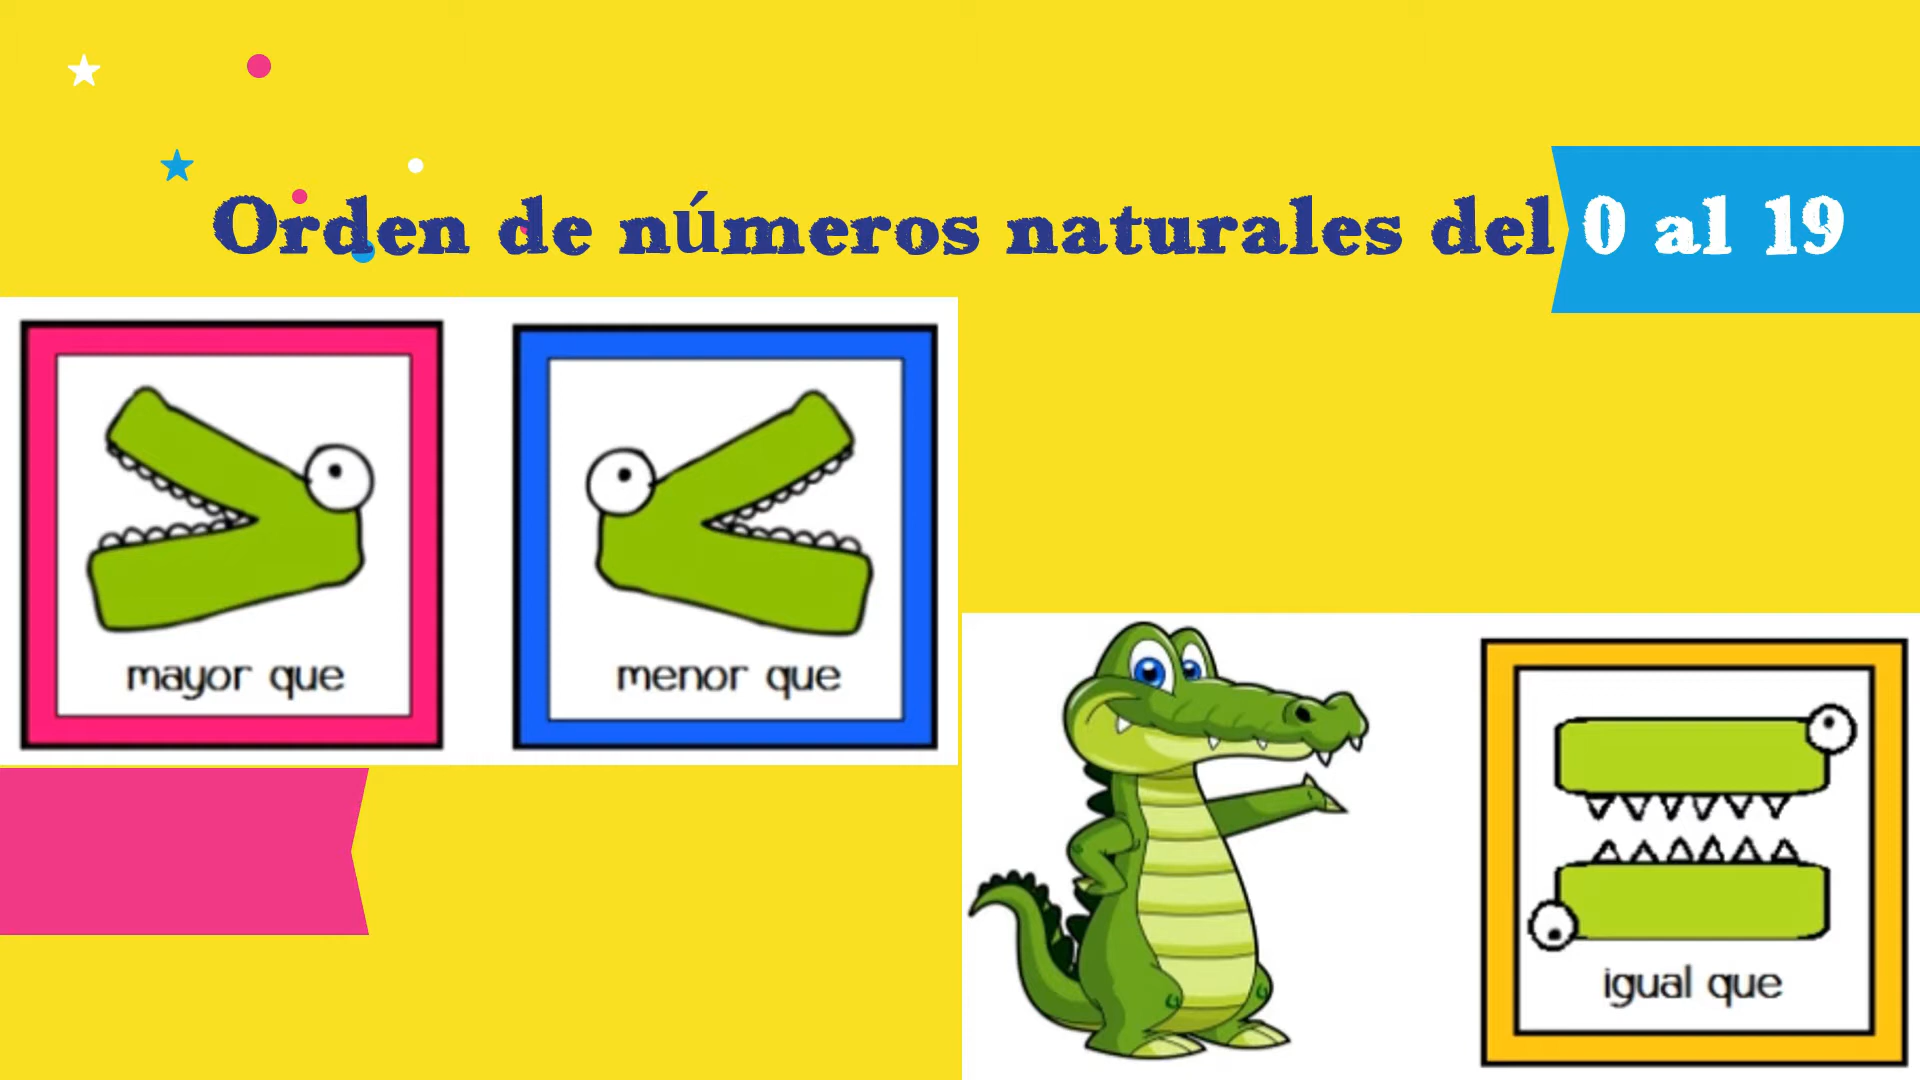 Orden de números naturales del 0 al 19
mayor que
menor que
igual que